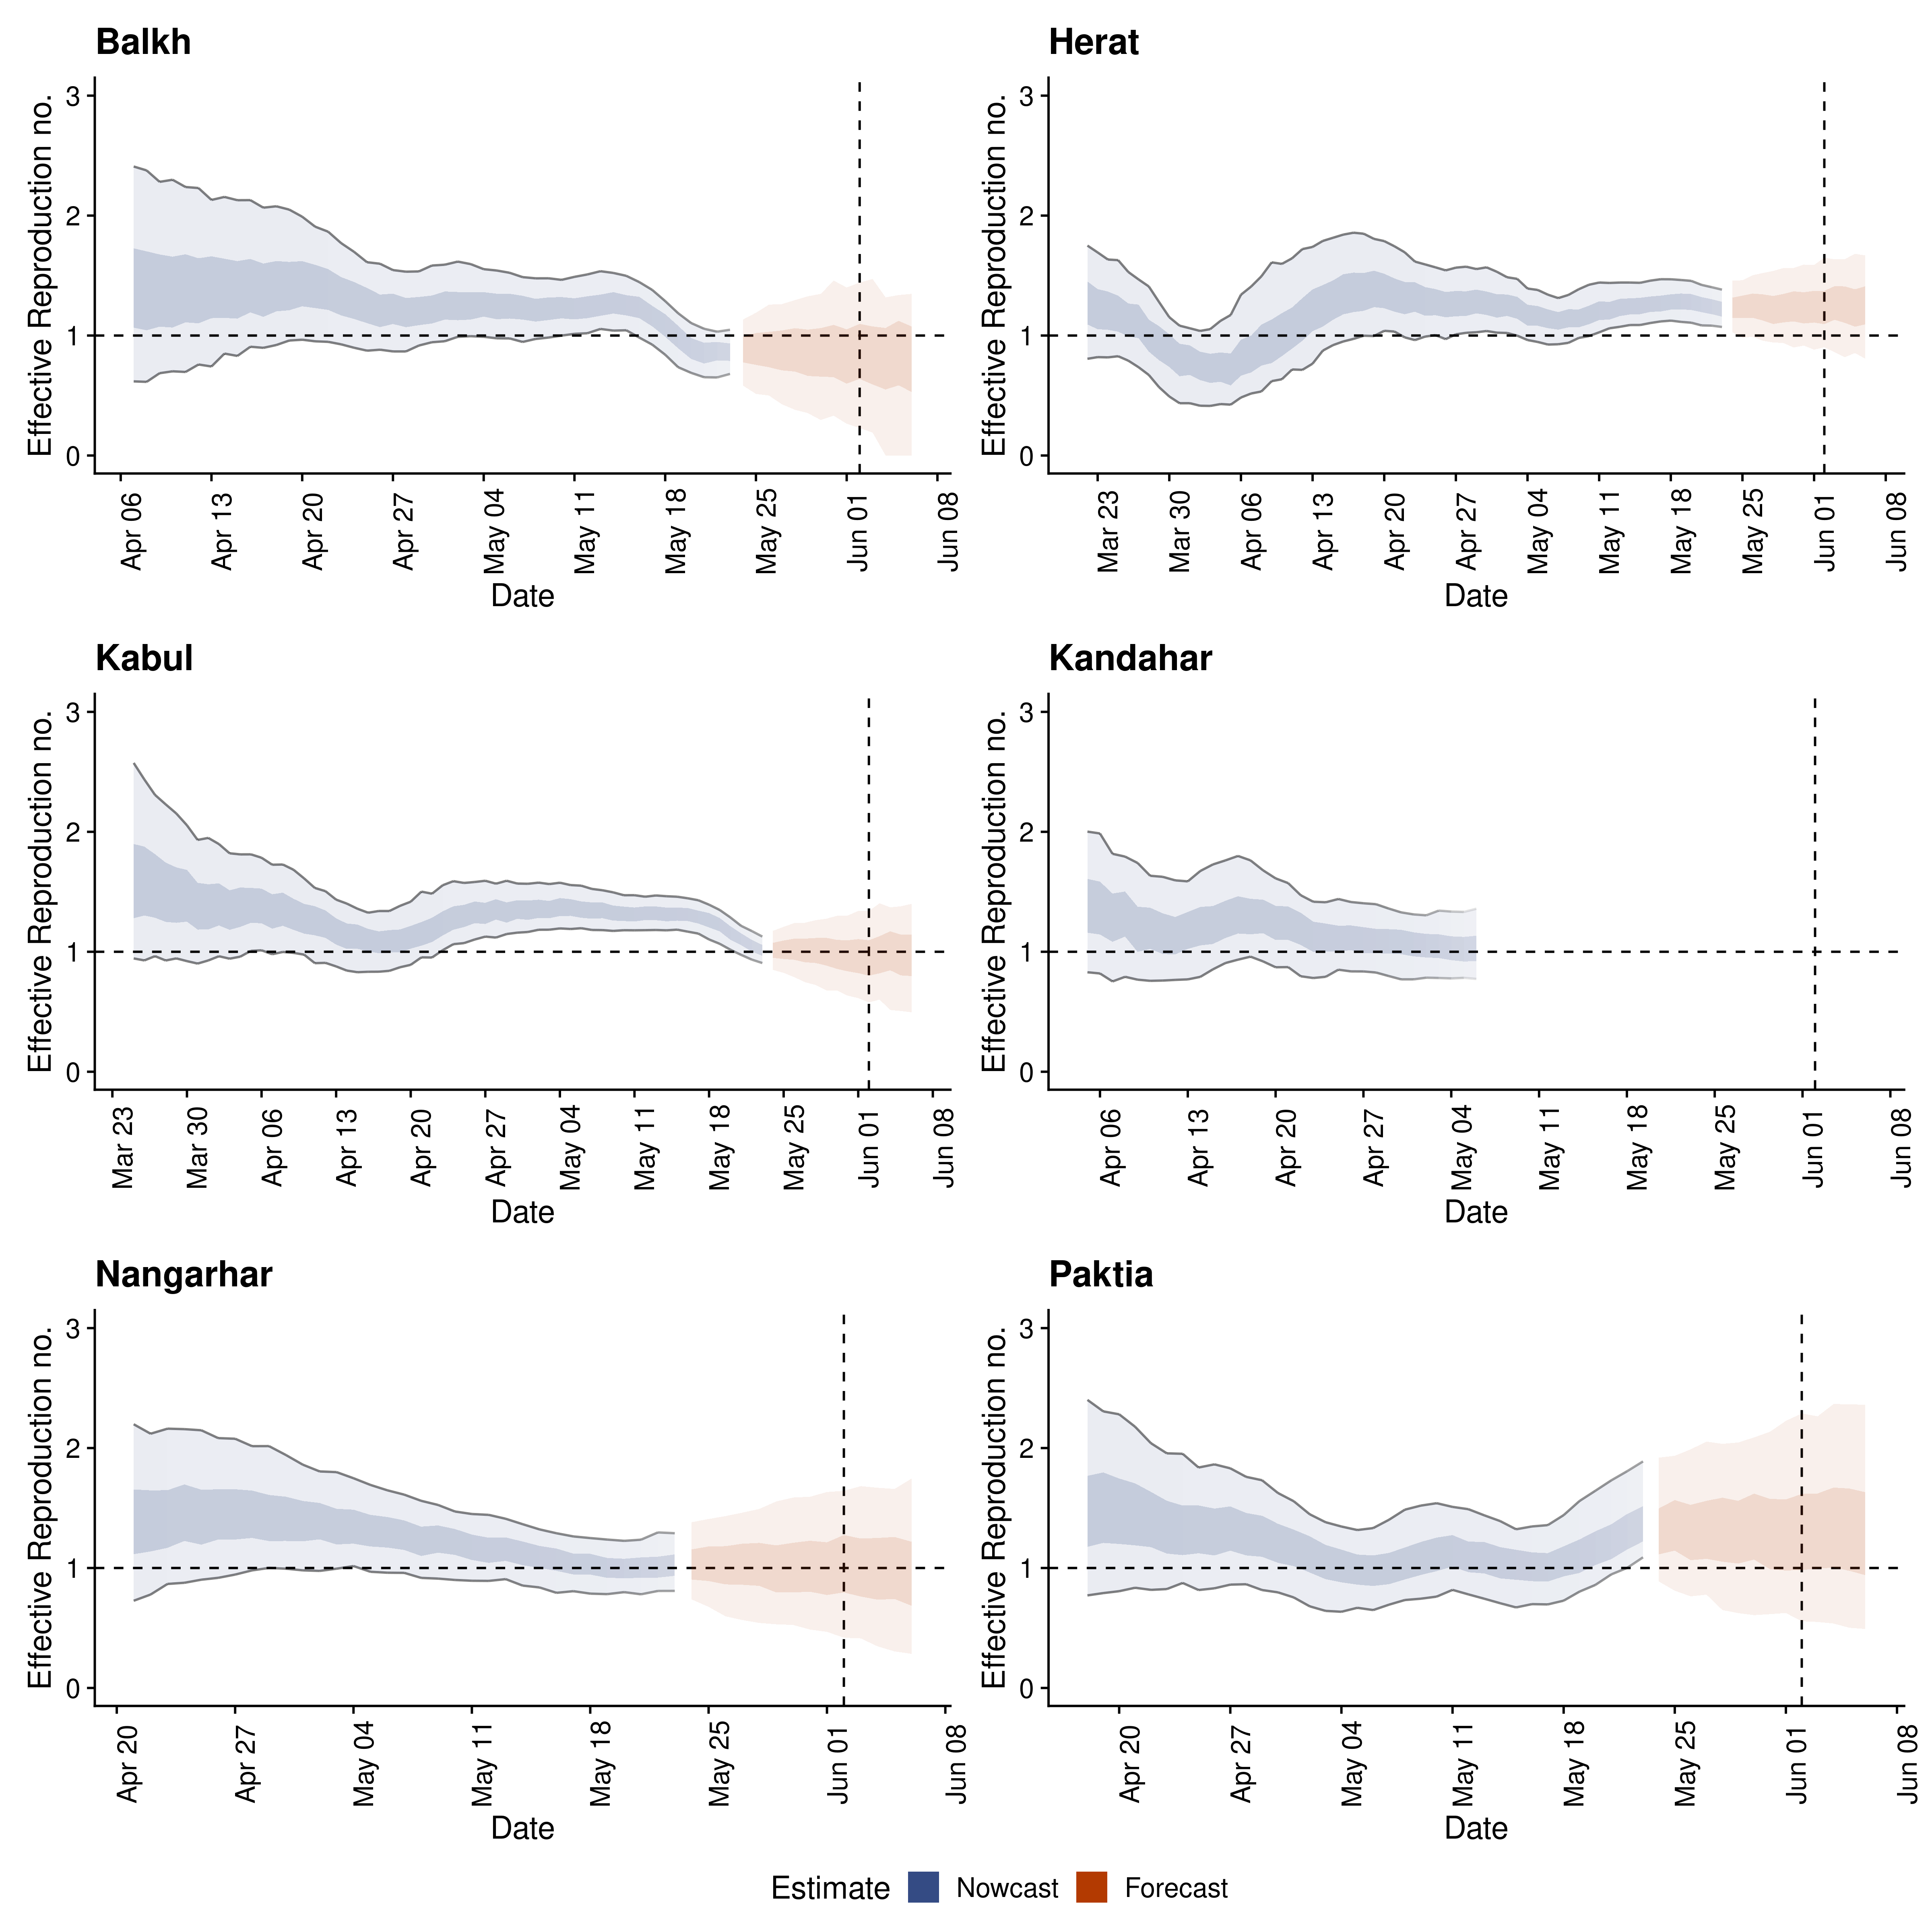 Balkh
Effective Reproduction no.
3
2
1
0
Apr 06
Apr 13
Apr 20
Apr 27
May 04
May 11
May 18
May 25
Jun 01
Jun 08
Date
Herat
Effective Reproduction no.
3
2
1
0
Mar 23
Mar 30
Apr 06
Apr 13
Apr 20
Apr 27
May 04
May 11
May 18
May 25
Jun 01
Jun 08
Date
Kabul
Effective Reproduction no.
3
2
1
0
Mar 23
Mar 30
Apr 06
Apr 13
Apr 20
Apr 27
May 04
May 11
May 18
May 25
Jun 01
Jun 08
Date
Kandahar
Effective Reproduction no.
3
2
1
0
Apr 06
Apr 13
Apr 20
Apr 27
May 04
May 11
May 18
May 25
Jun 01
Jun 08
Date
Nangarhar
Effective Reproduction no.
3
2
1
0
Apr 20
Apr 27
May 04
May 11
May 18
May 25
Jun 01
Jun 08
Date
Paktia
Effective Reproduction no.
3
2
1
0
Apr 20
Apr 27
May 04
May 11
May 18
May 25
Jun 01
Jun 08
Date
Estimate Nowcast Forecast